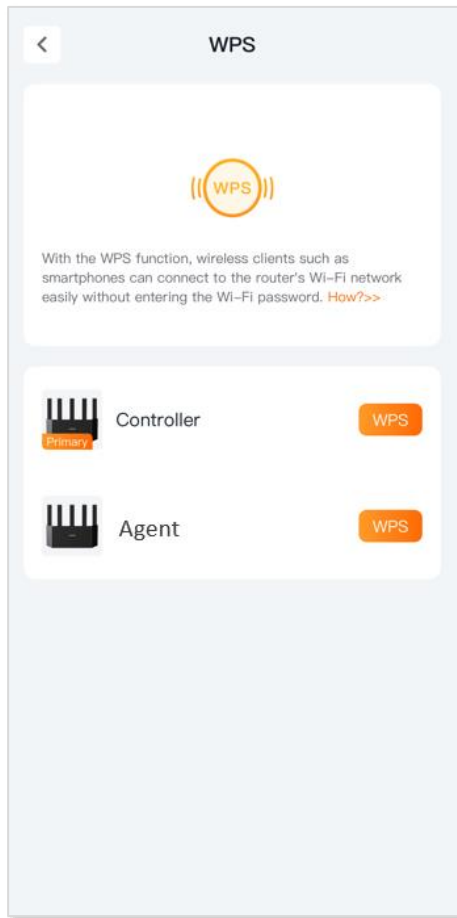 WPS
WPS
With the WPS function, wireless clients such as
smartphones can connect to the router's Wi-Fi network
easily without entering the Wi-Fi password. How?>>
Controller
WPS
Primary
Agent
WPS